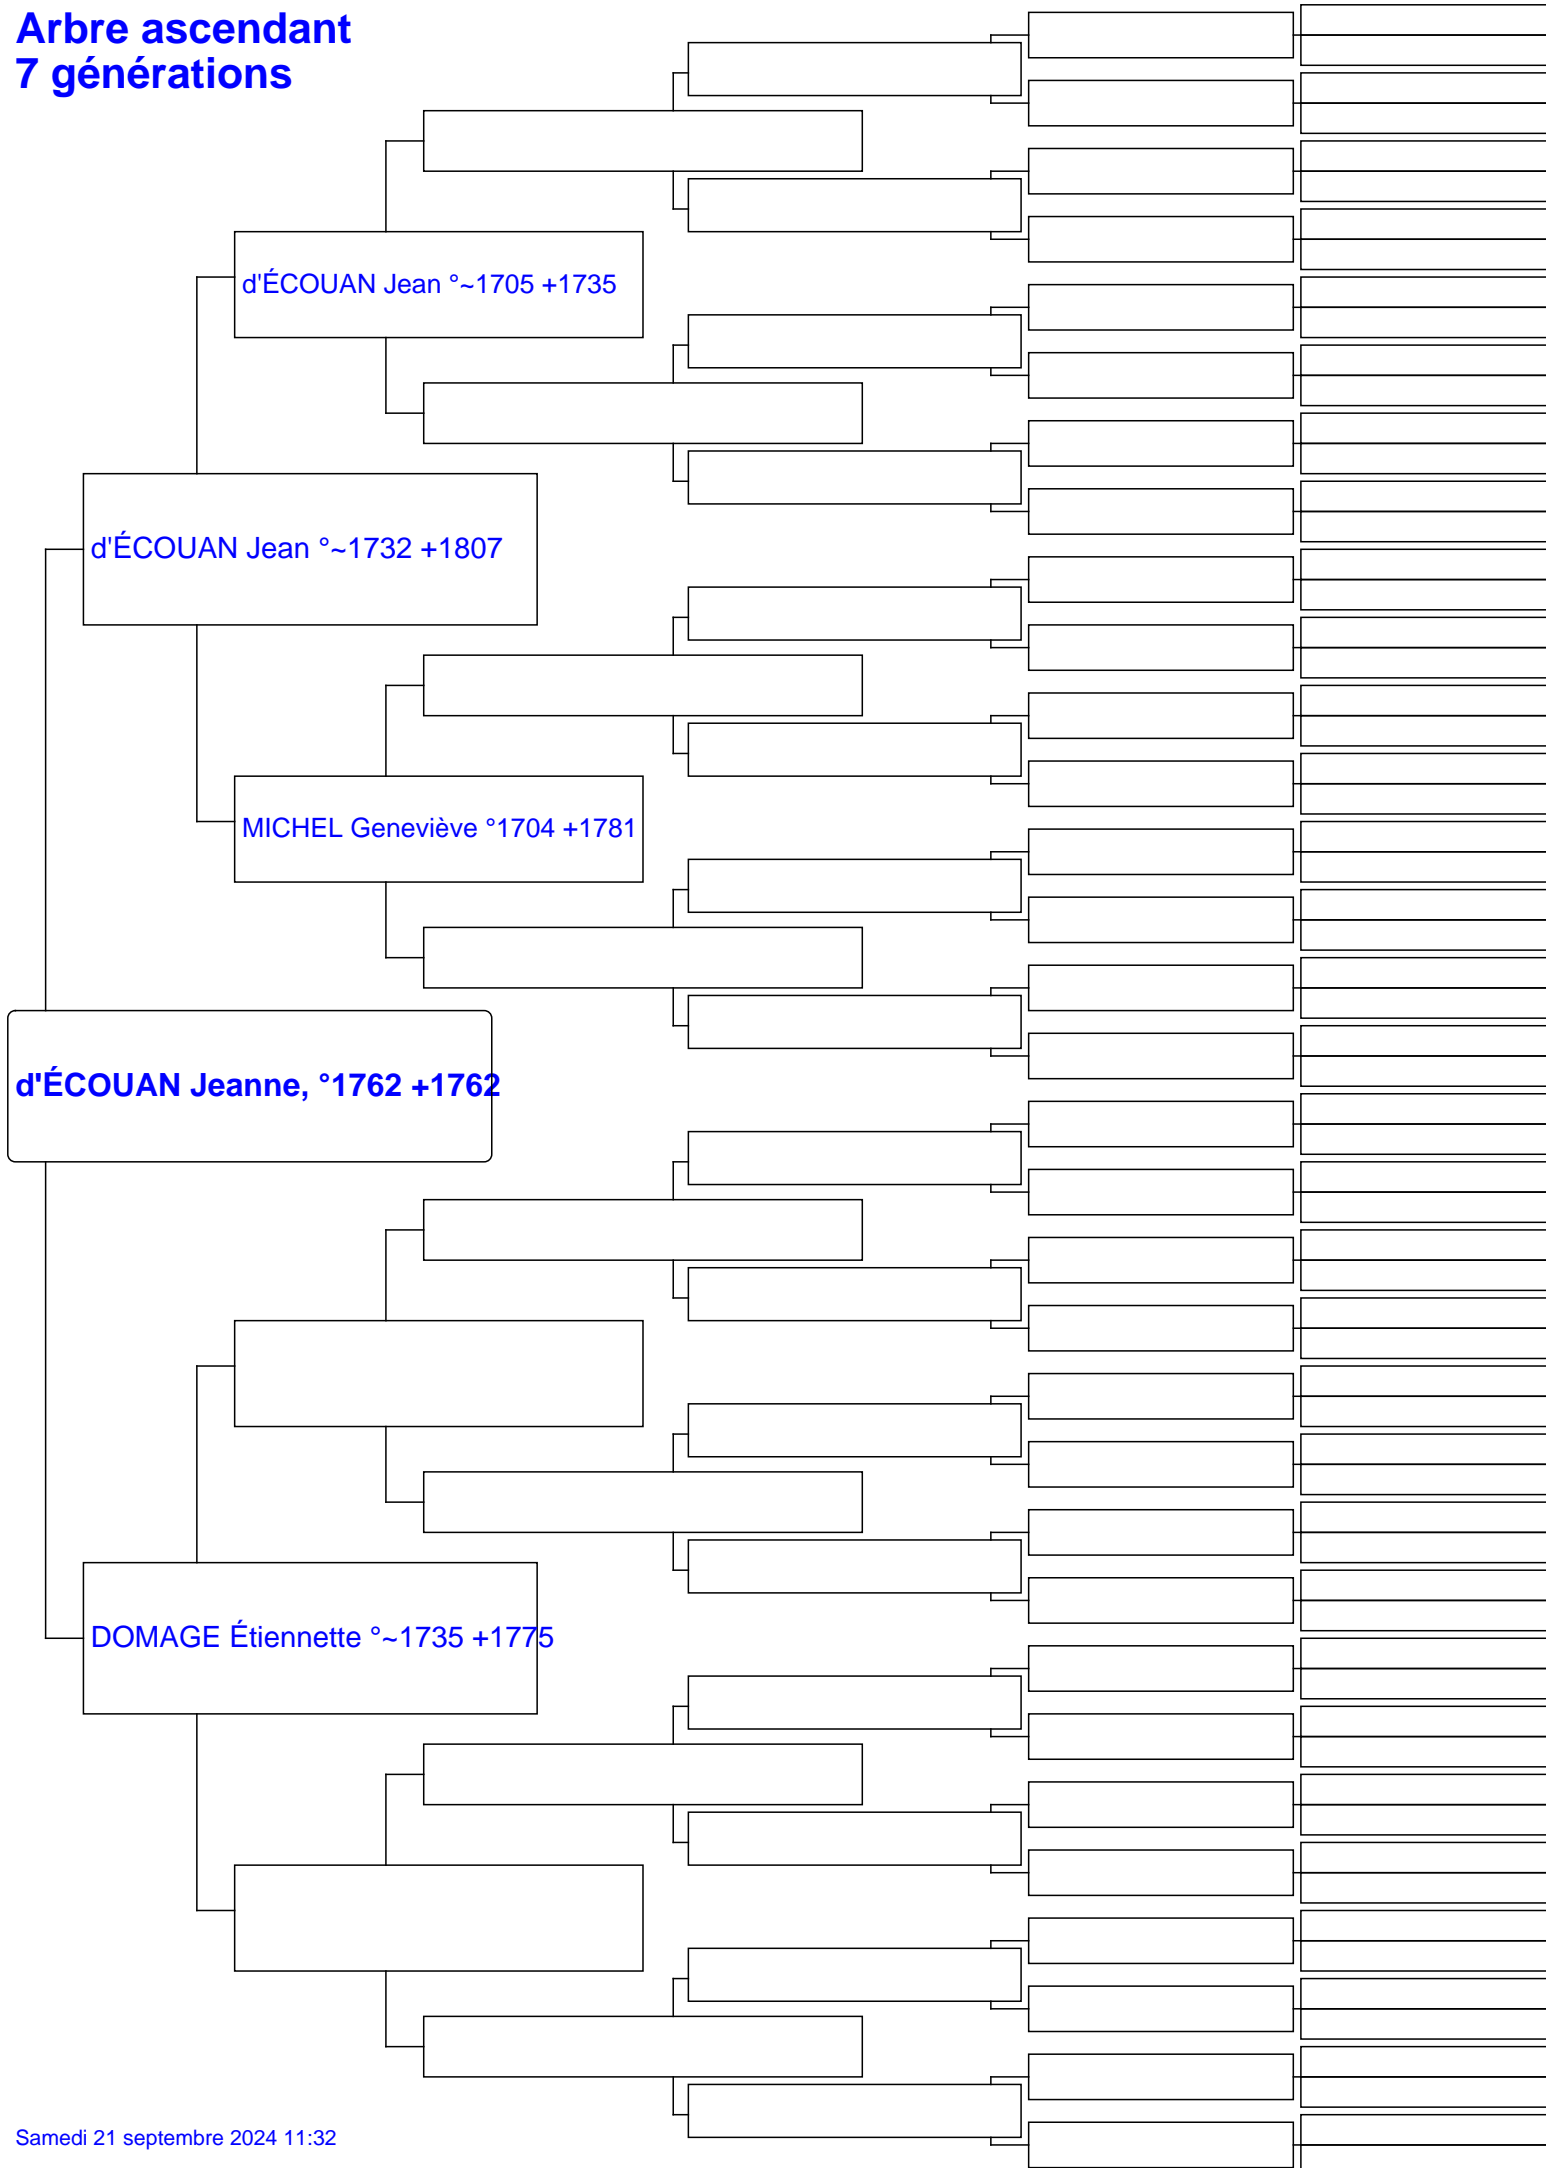 Arbre ascendant
7 générations
d'ÉCOUAN Jean °~1705 +1735
d'ÉCOUAN Jean °~1732 +1807
MICHEL Geneviève °1704 +1781
d'ÉCOUAN Jeanne, °1762 +1762
DOMAGE Étiennette °~1735 +1775
Samedi 21 septembre 2024 11:32